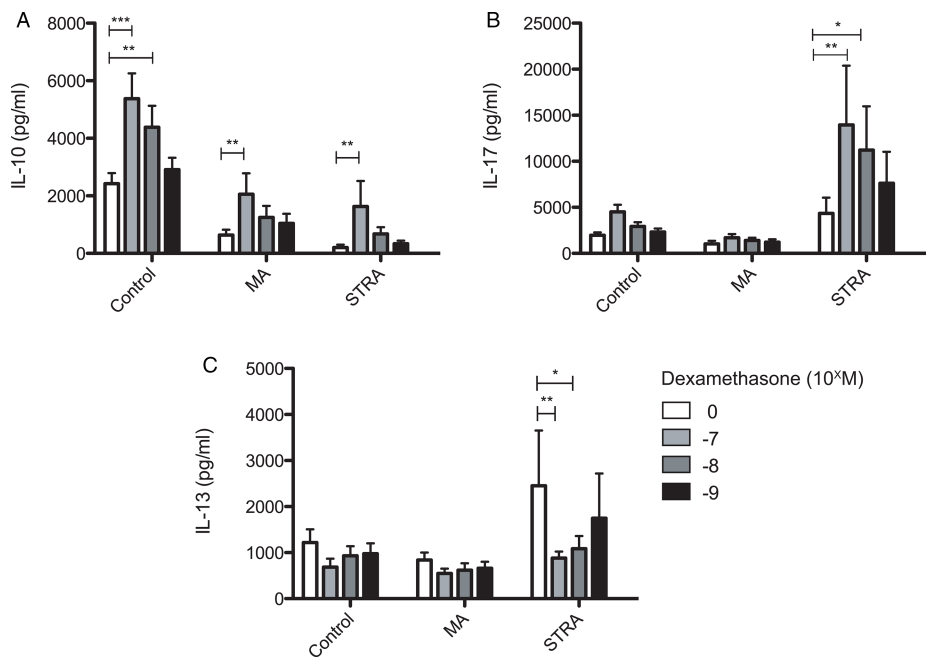 A
IL-10 (pg/ml)
8000
6000
4000
2000
0
***
**
**
**
Control
MA
STRA
B
IL-17 (pg/ml)
25000
20000
15000
10000
5000
0
*
**
Control
MA
STRA
C
IL-13 (pg/ml)
5000
4000
3000
2000
1000
0
*
**
Control
MA
STRA
Dexamethasone (10ˣM)
0
-7
-8
-9